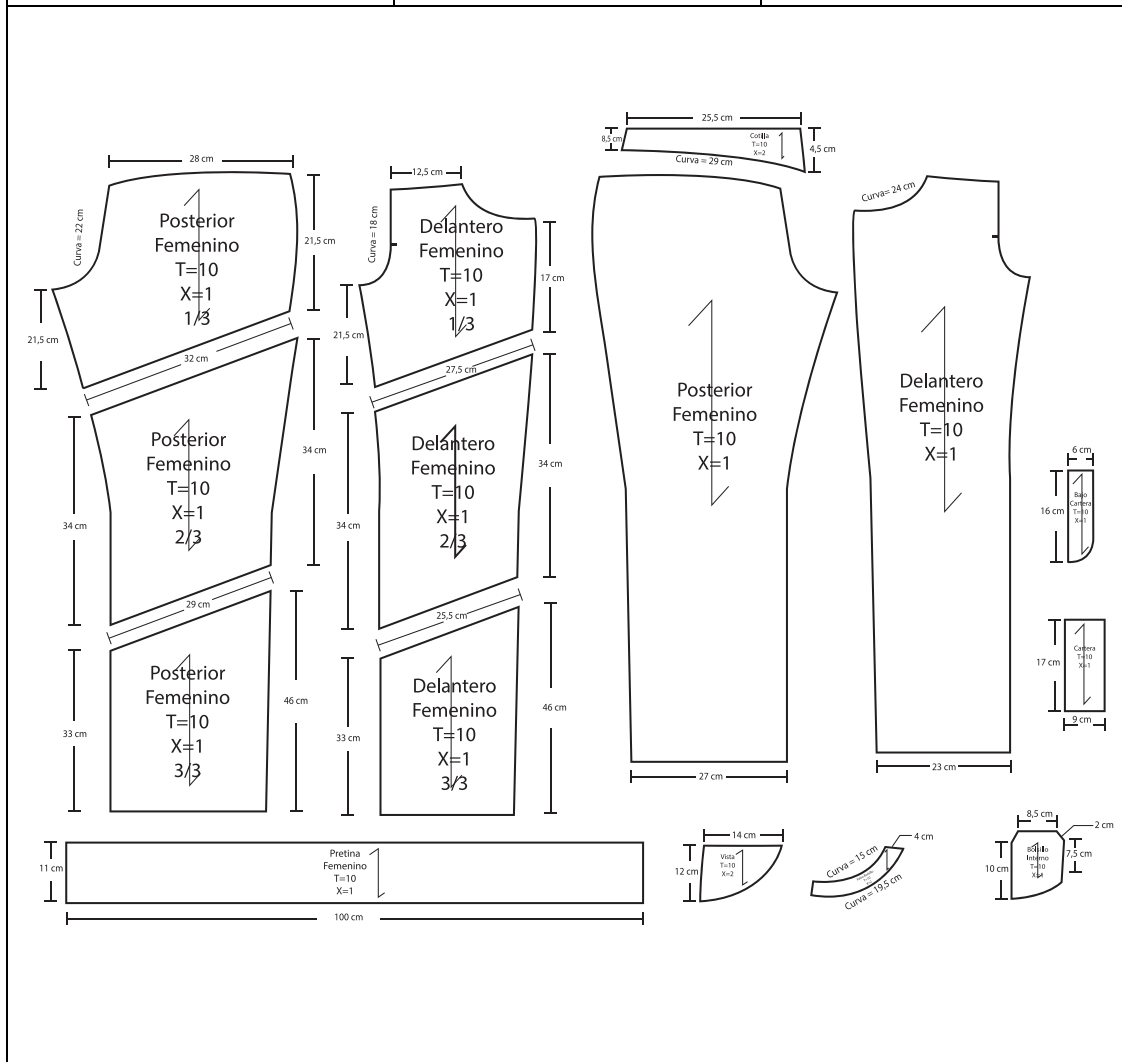 25,5 cm
8,5 cm
Cotilla
T=10
X=2
4,5 cm
Curva = 29 cm
28 cm
Curva = 22 cm
Posterior
Femenino
T=10
X=1
1/3
21,5 cm
21,5 cm
32 cm
12,5 cm
Curva = 18 cm
Delantero
Femenino
T=10
X=1
1/3
17 cm
21,5 cm
27,5 cm
Posterior
Femenino
T=10
X=1
Curva= 24 cm
Delantero
Femenino
T=10
X=1
Posterior
Femenino
T=10
X=1
2/3
34 cm
34 cm
29 cm
Delantero
Femenino
T=10
X=1
2/3
34 cm
34 cm
25,5 cm
6 cm
16 cm
Bajo
Cartera
T=10
X=1
Posterior
Femenino
T=10
X=1
3/3
33 cm
46 cm
Delantero
Femenino
T=10
X=1
3/3
33 cm
46 cm
27 cm
23 cm
17 cm
Cartera
T=10
X=1
9 cm
11 cm
Pretina
Femenino
T=10
X=1
100 cm
14 cm
12 cm
Vista
T=10
X=2
4 cm
Curva = 15 cm
Curva = 19,5 cm
8,5 cm
2 cm
10 cm
Bolsillo
Interno
T=10
7,5 cm